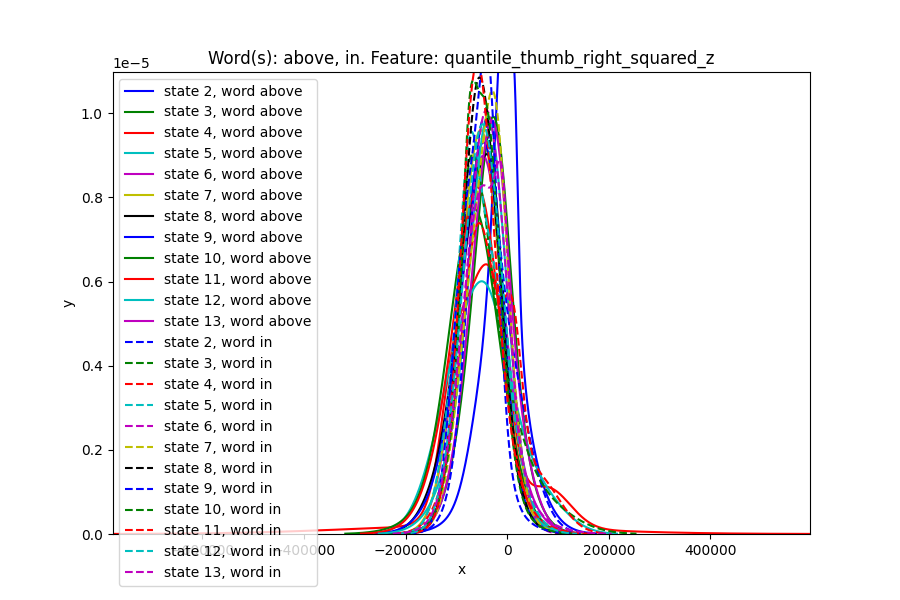 Word(s): above, in. Feature: quantile_thumb_right_squared_z
1e−5
1.0
0.8
0.6
0.4
0.2
0.0
y
state 2, word above
state 3, word above
state 4, word above
state 5, word above
state 6, word above
state 7, word above
state 8, word above
state 9, word above
state 10, word above
state 11, word above
state 12, word above
state 13, word above
state 2, word in
state 3, word in
state 4, word in
state 5, word in
state 6, word in
state 7, word in
state 8, word in
state 9, word in
state 10, word in
state 11, word in
state 12, word in
state 13, word in
−400000 −200000 0 200000 400000
x